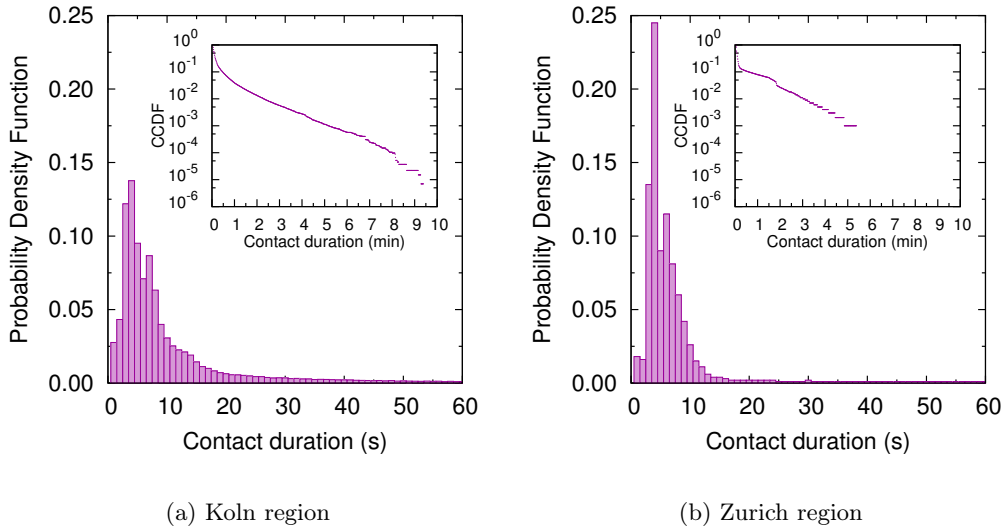 0.25
0.20
0.15
0.10
0.05
0.00
Probability Density Function
0 10 20 30 40 50 60
Contact duration (s)
10^0
10^-1
10^-2
10^-3
10^-4
10^-5
10^-6
CCDF
0 1 2 3 4 5 6 7 8 9 10
Contact duration (min)
(a) Koln region
0.25
0.20
0.15
0.10
0.05
0.00
Probability Density Function
0 10 20 30 40 50 60
Contact duration (s)
10^0
10^-1
10^-2
10^-3
10^-4
10^-5
10^-6
CCDF
0 1 2 3 4 5 6 7 8 9 10
Contact duration (min)
(b) Zurich region